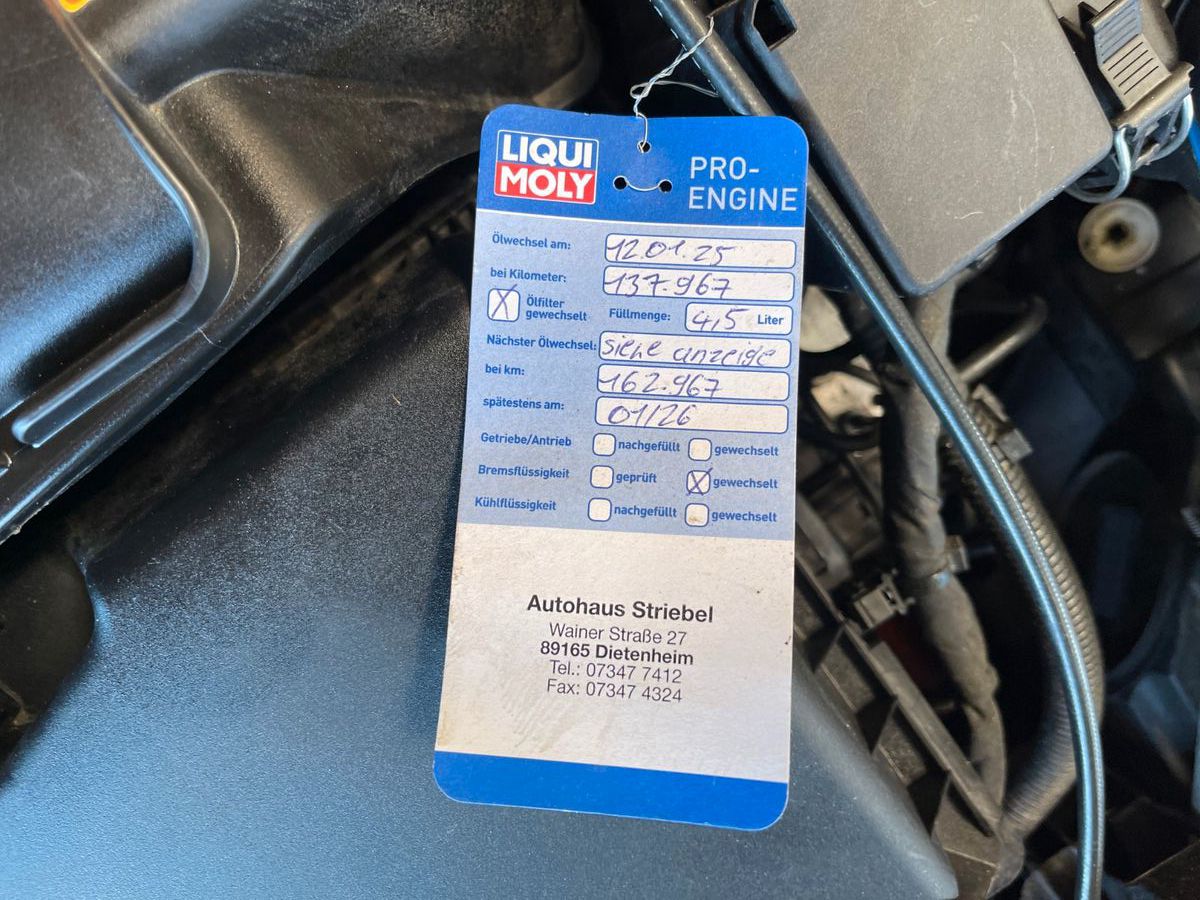 LIQUI
MOLY
PRO-
ENGINE
Ölwechsel am: 12.01.25
bei Kilometer: 137.967
X Ölfilter
gewechselt
Füllmenge: 4,5 Liter
Nächster Ölwechsel: siehe anzeige
bei km: 162.967
spätestens am: 01/26
Getriebe/Antrieb nachgefüllt gewechselt
Bremsflüssigkeit geprüft X gewechselt
Kühlflüssigkeit nachgefüllt gewechselt
Autohaus Striebel
Wainer Straße 27
89165 Dietenheim
Tel.: 07347 7412
Fax: 07347 4324